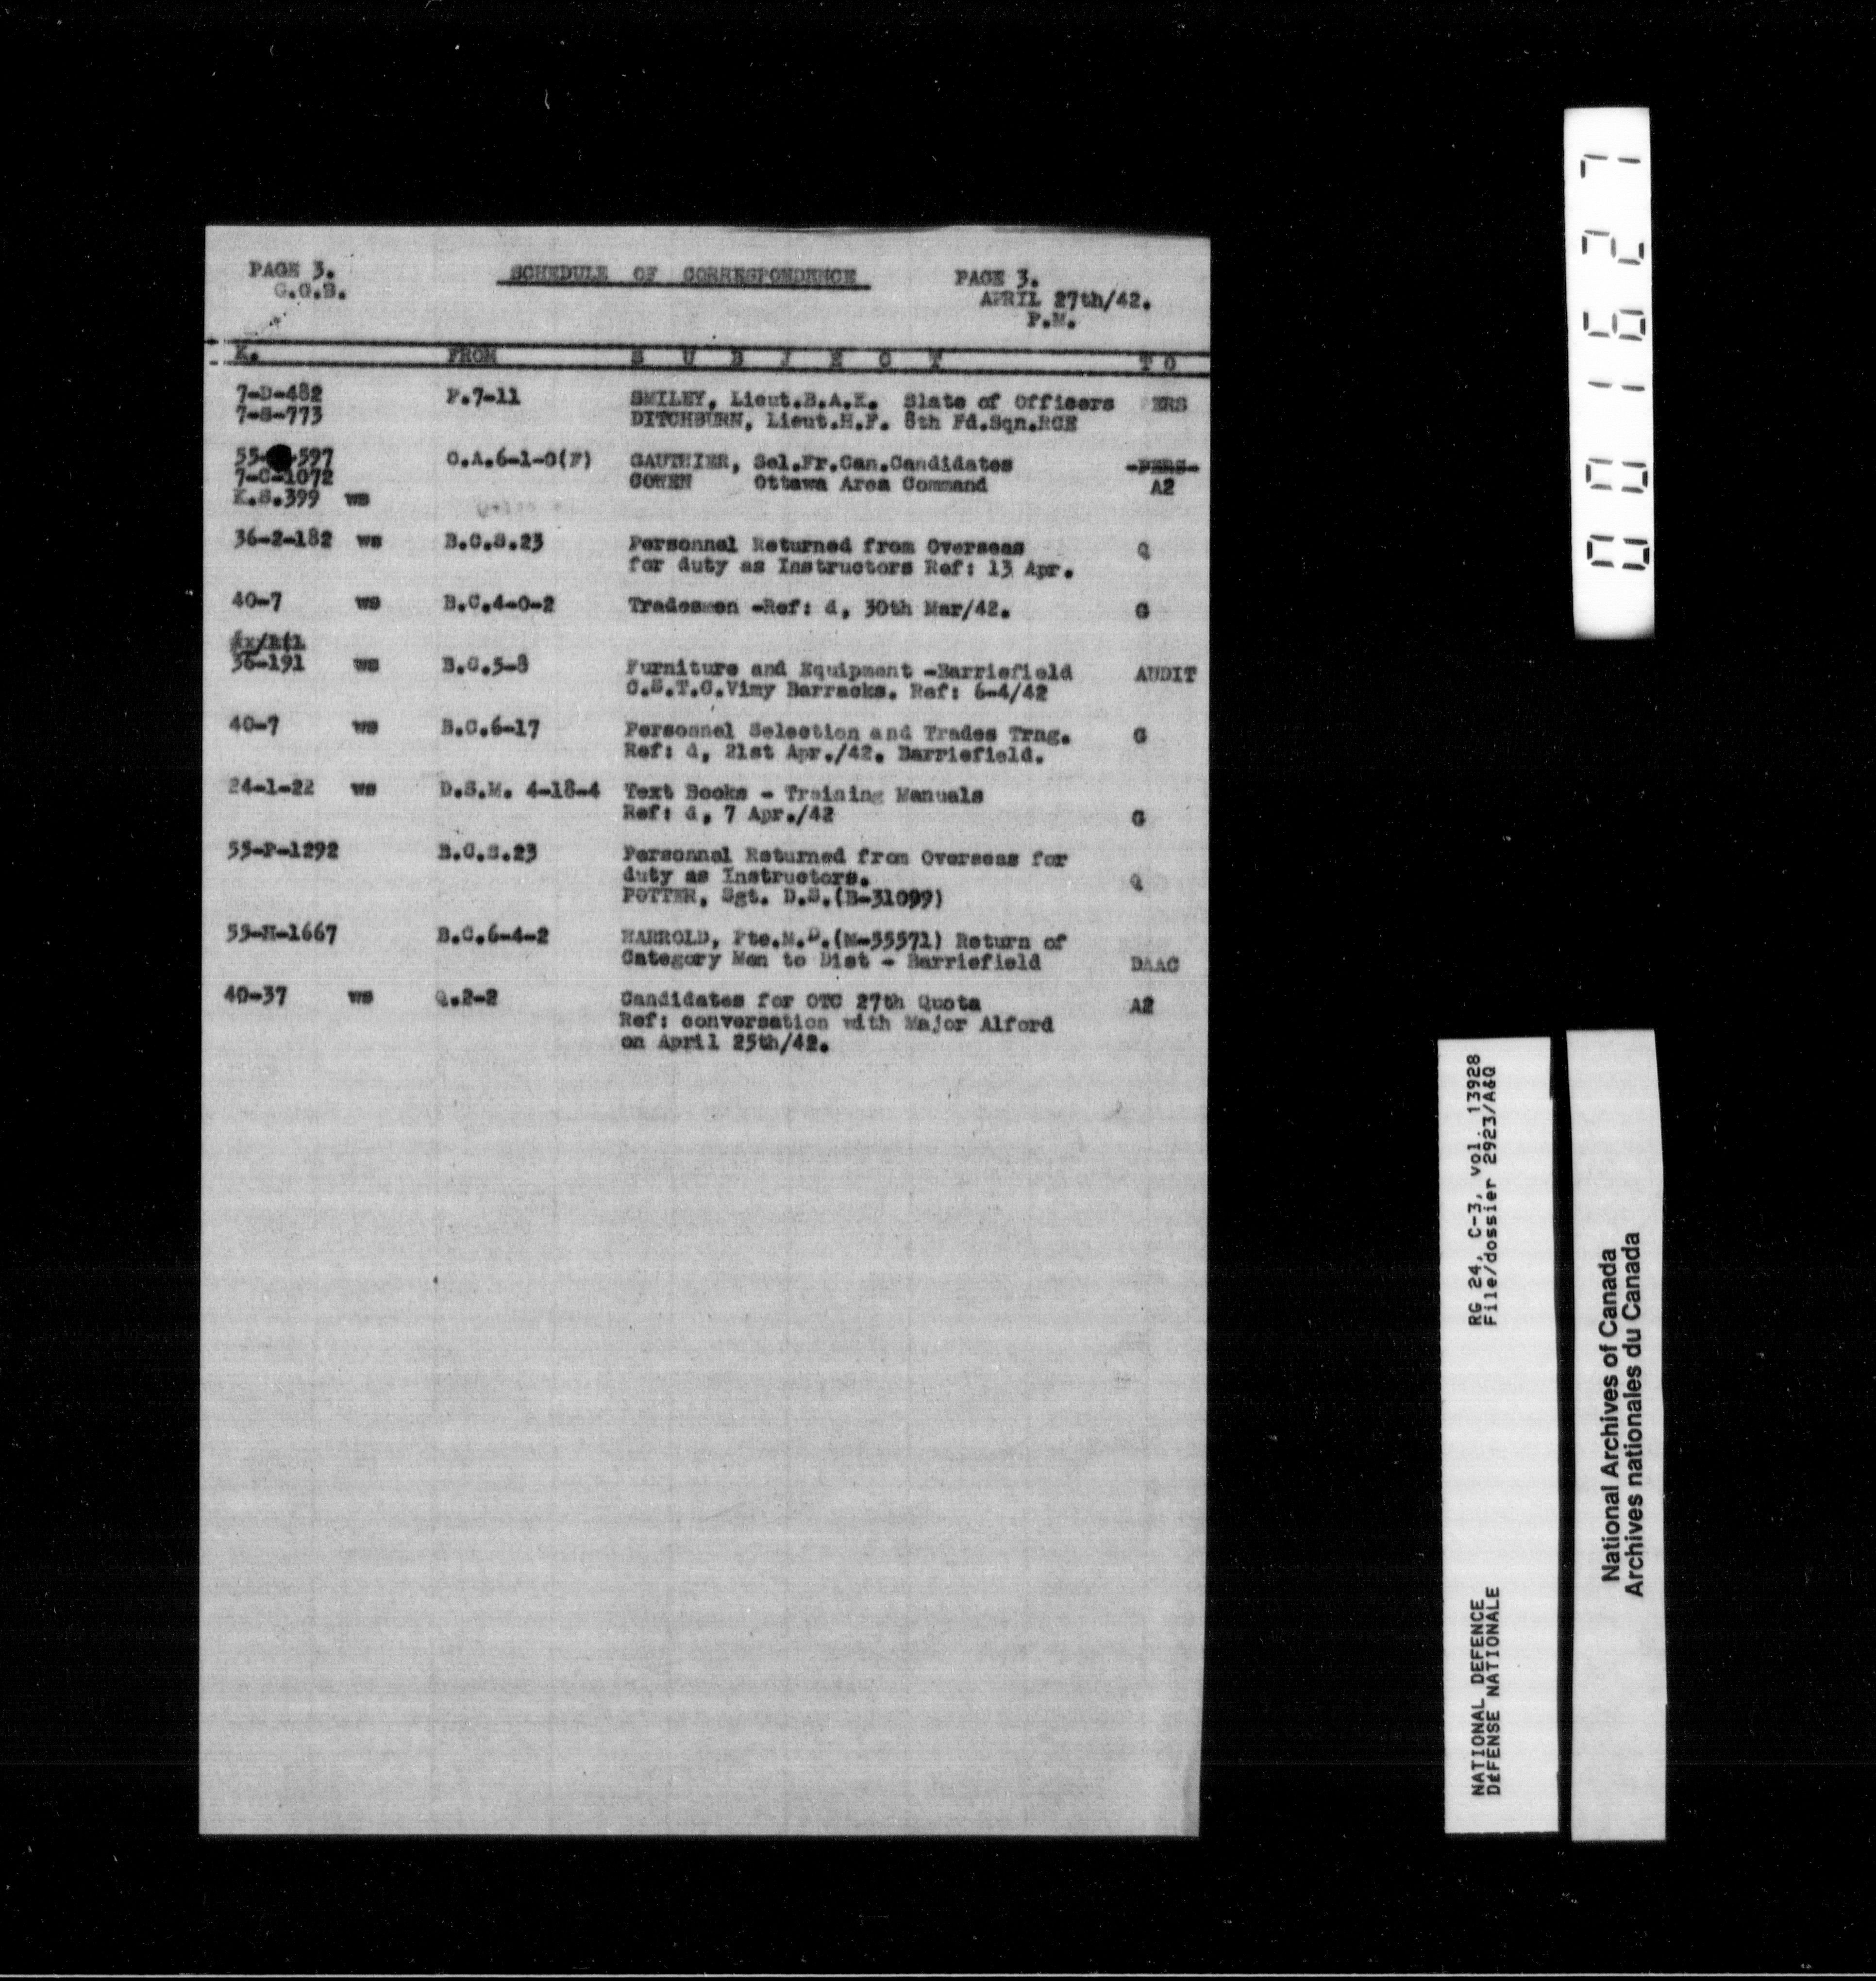 PAGE 3. SCHEDULE OF CORRESPONDENCE PAGE 3.
G.G.B. APRIL 27th/42.
P.M.
K. FROM S U B J E C T T O
7-D-482 F.7-11 SMILEY, Lieut.B.A.K. Slate of Officers PERS
7-S-773 DITCHBURN, Lieut.H.F. 8th Fd.Sqn.RCE
55- -597 O.A.6-1-0(F) GAUTHIER, Sel.Fr.Can.Candidates -PERS-
7-C-1072 COWEN Ottawa Area Command A2
K.S.399 ws
36-2-182 ws B.C.S.23 Personnel Returned from Overseas Q
for duty as Instructors Ref: 13 Apr.
40-7 ws B.C.4-0-2 Tradesmen -Ref: d, 30th Mar/42. G
36-191 ws B.C.5-8 Furniture and Equipment -Barriefield AUDIT
C.S.T.C.Vimy Barracks. Ref: 6-4/42
40-7 ws B.C.6-17 Personnel Selection and Trades Trng. G
Ref: d, 21st Apr./42. Barriefield.
24-1-22 ws D.S.M. 4-18-4 Text Books - Training Manuals
Ref: d, 7 Apr./42 G
55-P-1292 B.C.S.23 Personnel Returned from Overseas for
duty as Instructors. Q
POTTER, Sgt. D.S.(B-31099)
55-H-1667 B.C.6-4-2 HARROLD, Pte.M.D.(M-55571) Return of
Category Men to Dist - Barriefield DAAG
40-37 ws Q.2-2 Candidates for OTC 27th Quota A2
Ref: conversation with Major Alford
on April 25th/42.
001627
RG 24, C-3, vol. 13928
File/dossier 2923/A&Q
NATIONAL DEFENCE
DÉFENSE NATIONALE
National Archives of Canada
Archives nationales du Canada